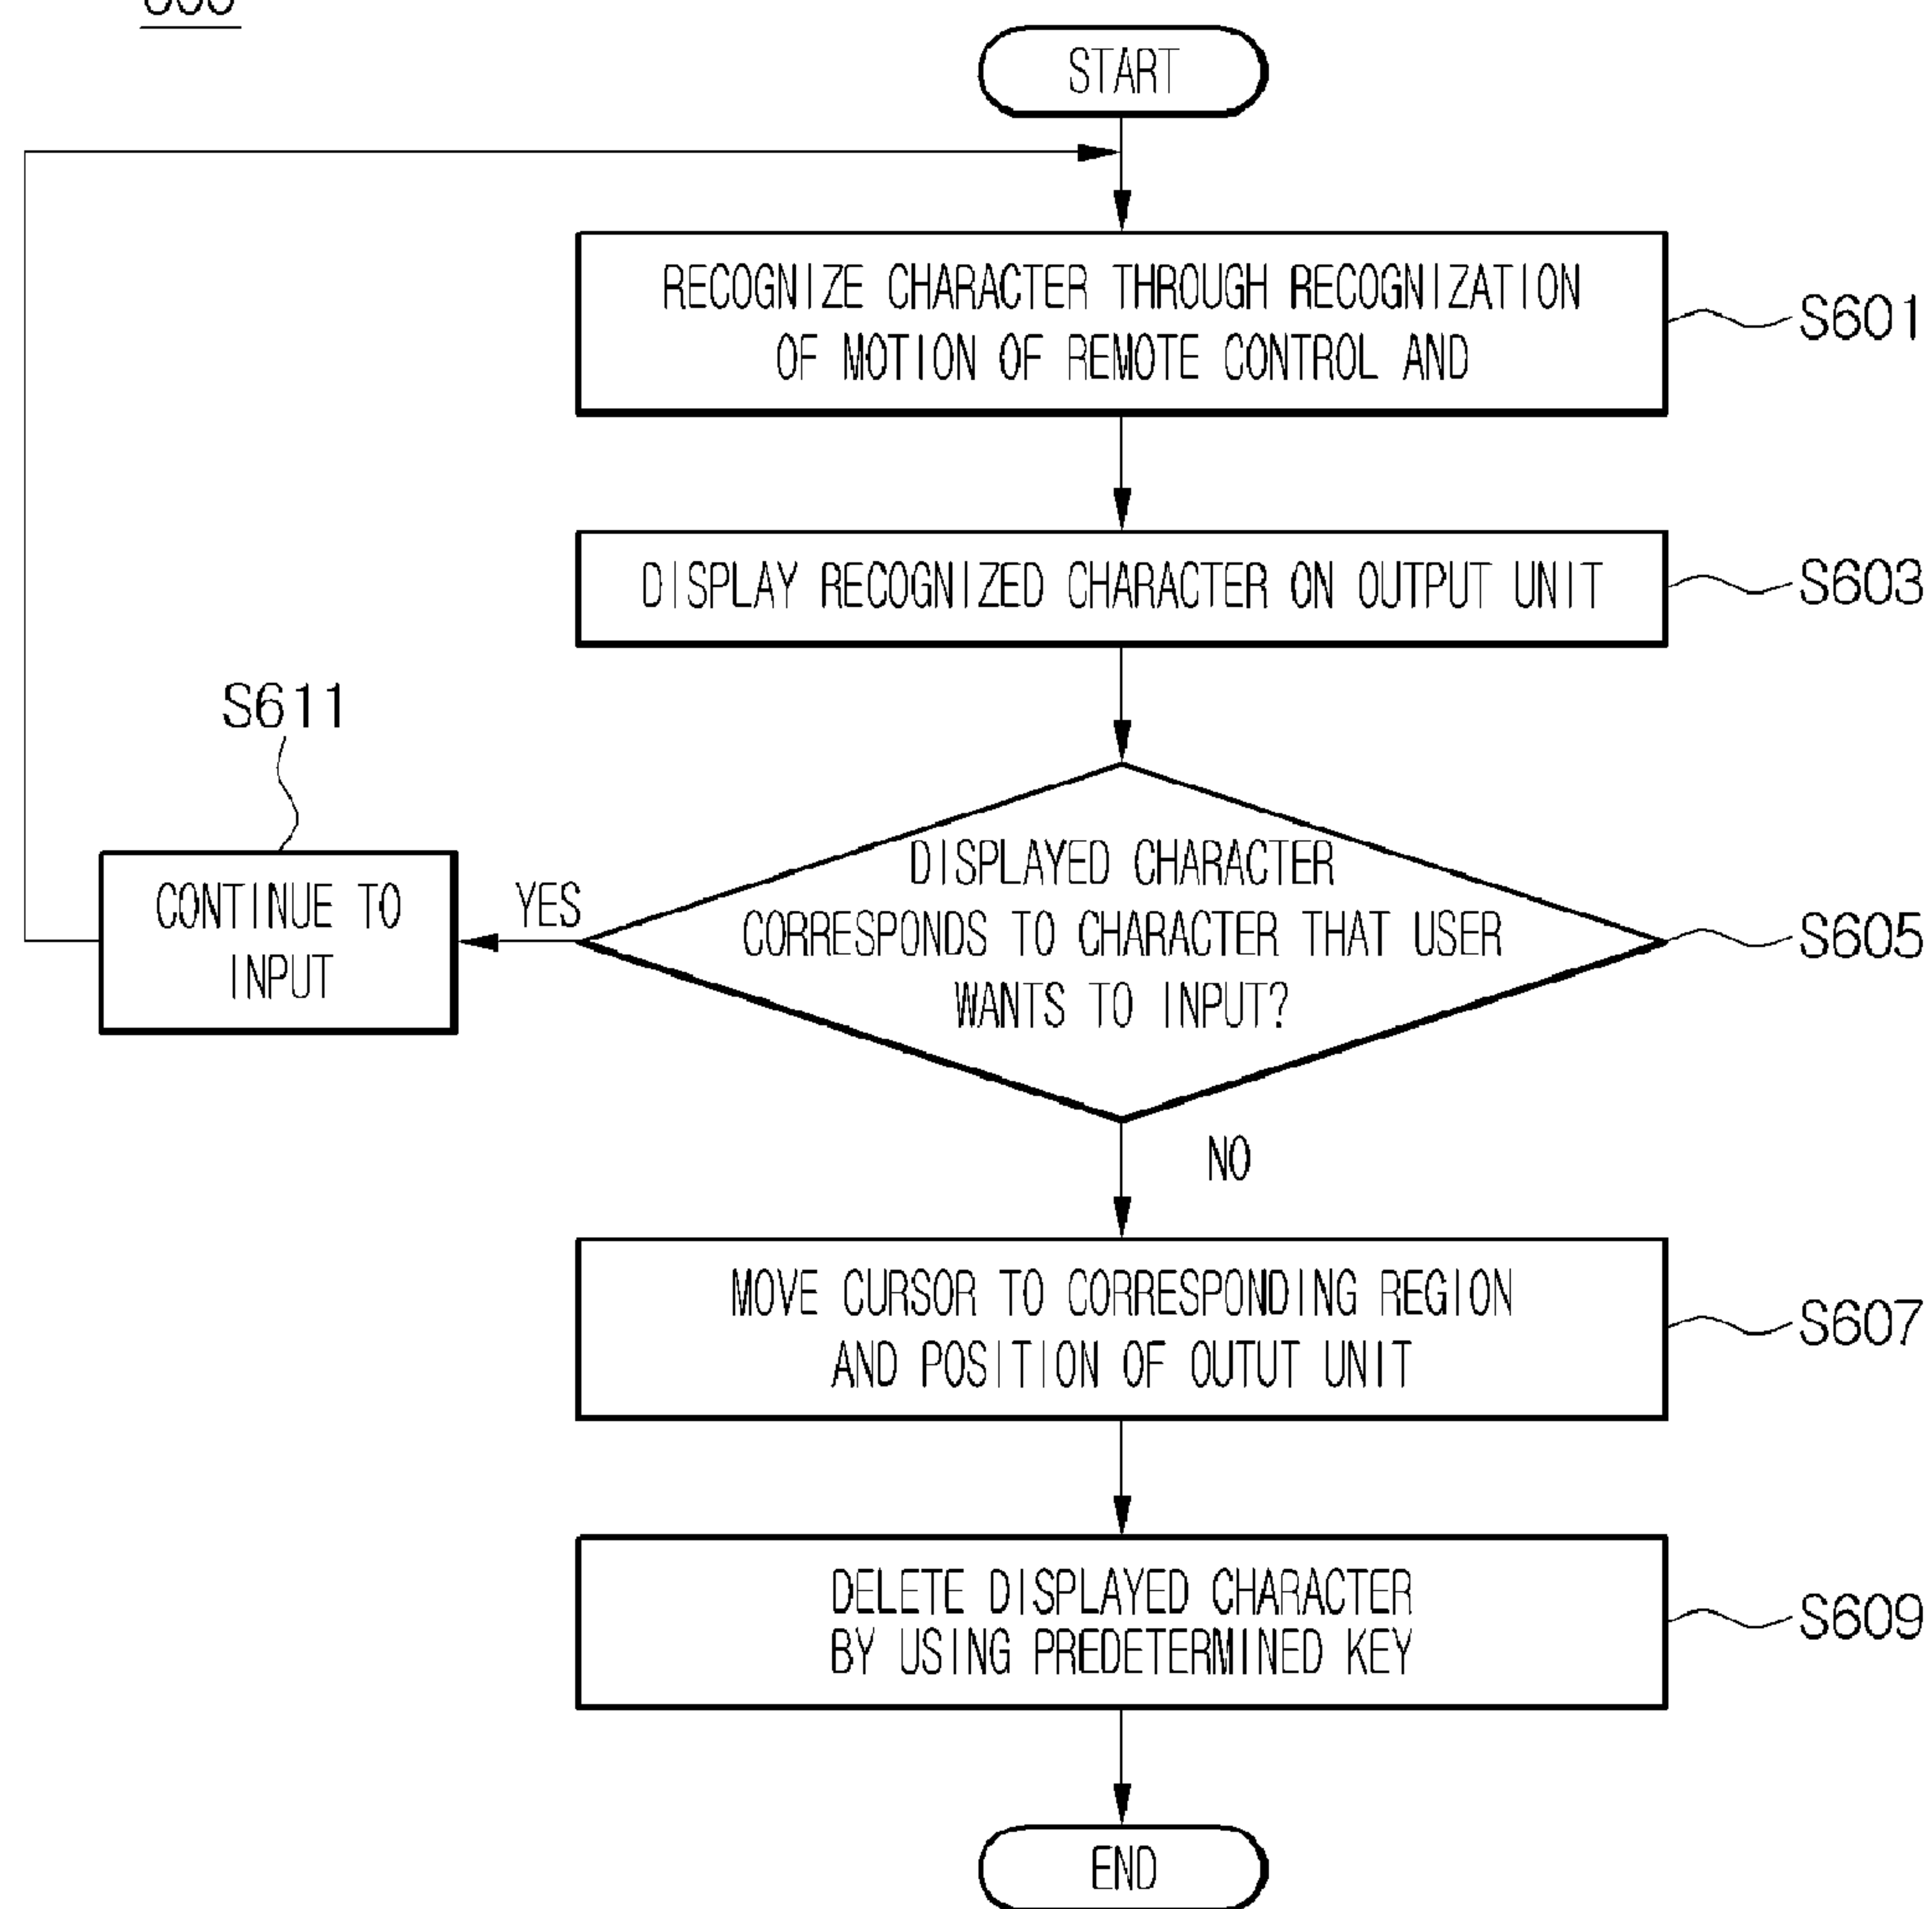 START
RECOGNIZE CHARACTER THROUGH RECOGNIZATION
OF MOTION OF REMOTE CONTROL AND
S601
DISPLAY RECOGNIZED CHARACTER ON OUTPUT UNIT
S603
S611
DISPLAYED CHARACTER
CORRESPONDS TO CHARACTER THAT USER
WANTS TO INPUT?
S605
YES
CONTINUE TO
INPUT
NO
MOVE CURSOR TO CORRESPONDING REGION
AND POSITION OF OUTUT UNIT
S607
DELETE DISPLAYED CHARACTER
BY USING PREDETERMINED KEY
S609
END